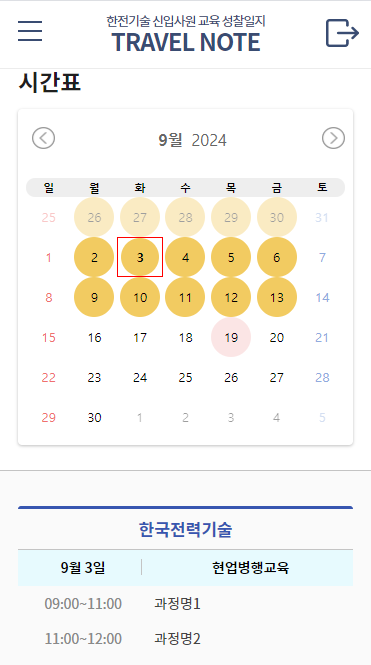 한전기술 신입사원 교육 성찰일지
TRAVEL NOTE
시간표
9월 2024
일 월 화 수 목 금 토
25 26 27 28 29 30 31
1 2 3 4 5 6 7
8 9 10 11 12 13 14
15 16 17 18 19 20 21
22 23 24 25 26 27 28
29 30 1 2 3 4 5
한국전력기술
9월 3일 현업병행교육
09:00~11:00 과정명1
11:00~12:00 과정명2